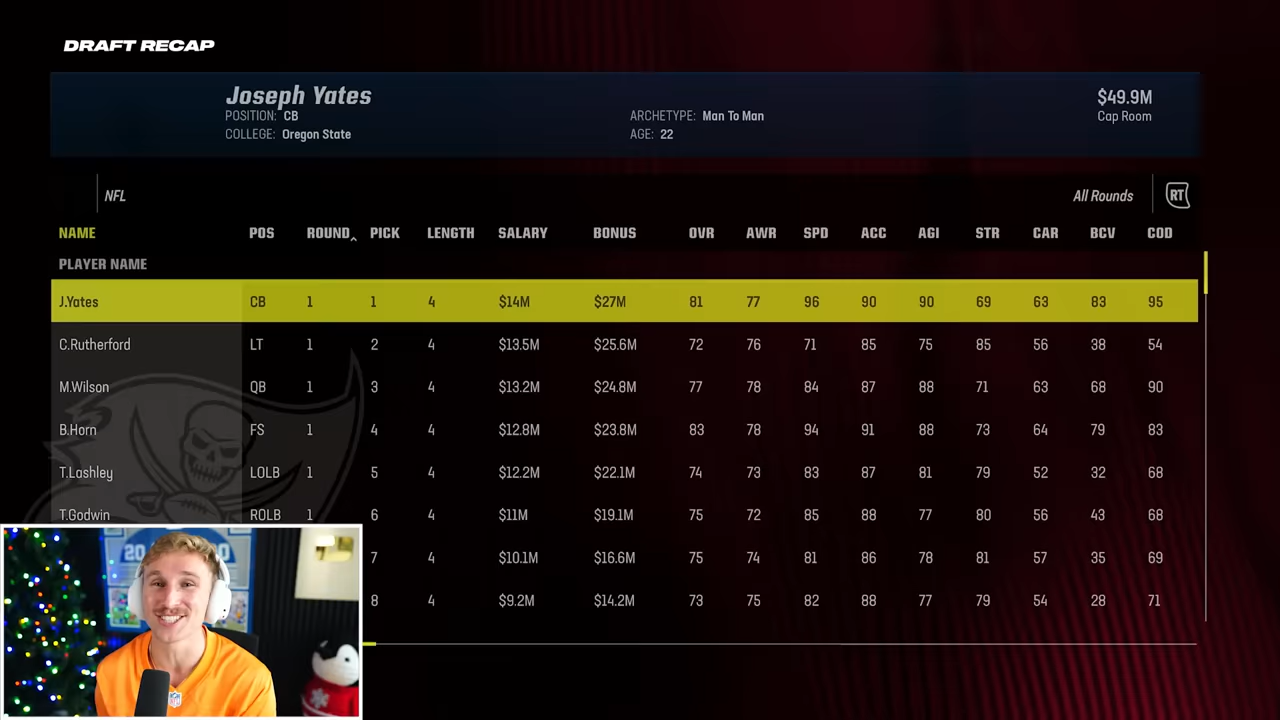 DRAFT RECAP
Joseph Yates
POSITION: CB
COLLEGE: Oregon State
ARCHETYPE: Man To Man
AGE: 22
$49.9M
Cap Room
NFL
All Rounds
RT
NAME POS ROUND PICK LENGTH SALARY BONUS OVR AWR SPD ACC AGI STR CAR BCV COD
PLAYER NAME
J.Yates CB 1 1 4 $14M $27M 81 77 96 90 90 69 63 83 95
C.Rutherford LT 1 2 4 $13.5M $25.6M 72 76 71 85 75 85 56 38 54
M.Wilson QB 1 3 4 $13.2M $24.8M 77 78 84 87 88 71 63 68 90
B.Horn FS 1 4 4 $12.8M $23.8M 83 78 94 91 88 73 64 79 83
T.Lashley LOLB 1 5 4 $12.2M $22.1M 74 73 83 87 81 79 52 32 68
T.Godwin ROLB 1 6 4 $11M $19.1M 75 72 85 88 77 80 56 43 68
7 4 $10.1M $16.6M 75 74 81 86 78 81 57 35 69
8 4 $9.2M $14.2M 73 75 82 88 77 79 54 28 71
NFL